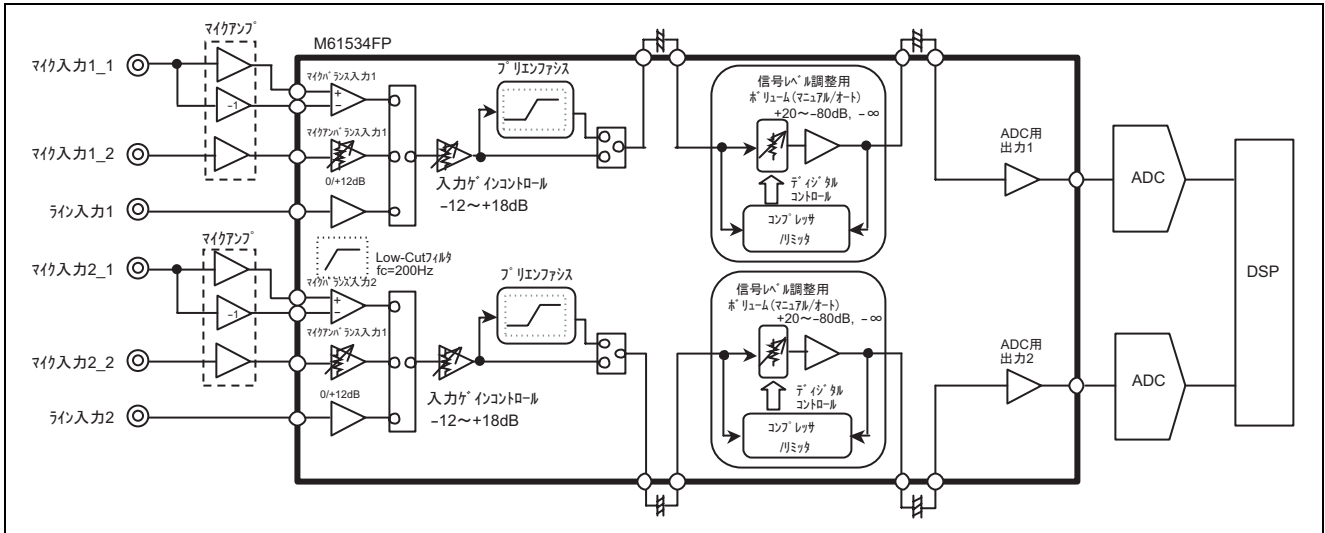 M61534FP
ﾏｲｸｱﾝﾌﾟ
ﾏｲｸ入力1_1
ﾏｲｸ入力1_2
ﾗｲﾝ入力1
-1
ﾏｲｸﾊﾞﾗﾝｽ入力1
+
-
ﾏｲｸｱﾝﾊﾞﾗﾝｽ入力1
0/+12dB
ﾌﾟﾘｴﾝﾌｧｼｽ
入力ｹﾞｲﾝｺﾝﾄﾛｰﾙ
-12～+18dB
信号ﾚﾍﾞﾙ調整用
ﾎﾞﾘｭｰﾑ(ﾏﾆｭｱﾙ/ｵｰﾄ)
+20～-80dB, -∞
ﾃﾞｨｼﾞﾀﾙ
ｺﾝﾄﾛｰﾙ
ｺﾝﾌﾟﾚｯｻ
/ﾘﾐｯﾀ
ADC用
出力1
ADC
DSP
ﾏｲｸｱﾝﾌﾟ
ﾏｲｸ入力2_1
ﾏｲｸ入力2_2
ﾗｲﾝ入力2
-1
Low-Cutﾌｨﾙﾀ
fc=200Hz
ﾏｲｸﾊﾞﾗﾝｽ入力2
+
-
ﾏｲｸｱﾝﾊﾞﾗﾝｽ入力1
0/+12dB
ﾌﾟﾘｴﾝﾌｧｼｽ
入力ｹﾞｲﾝｺﾝﾄﾛｰﾙ
-12～+18dB
信号ﾚﾍﾞﾙ調整用
ﾎﾞﾘｭｰﾑ(ﾏﾆｭｱﾙ/ｵｰﾄ)
+20～-80dB, -∞
ﾃﾞｨｼﾞﾀﾙ
ｺﾝﾄﾛｰﾙ
ｺﾝﾌﾟﾚｯｻ
/ﾘﾐｯﾀ
ADC用
出力2
ADC